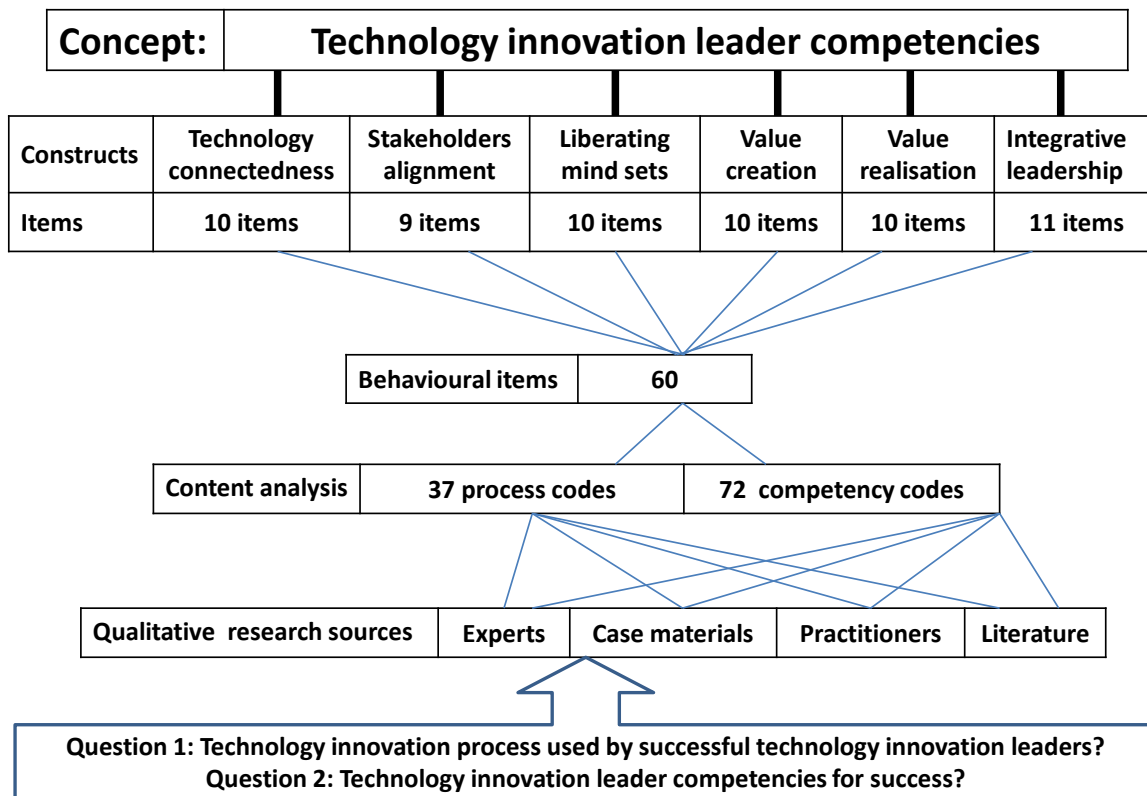 Concept: Technology innovation leader competencies
Constructs
Technology
connectedness
Stakeholders
alignment
Liberating
mind sets
Value
creation
Value
realisation
Integrative
leadership
Items 10 items 9 items 10 items 10 items 10 items 11 items
Behavioural items 60
Content analysis 37 process codes 72 competency codes
Qualitative research sources Experts Case materials Practitioners Literature
Question 1: Technology innovation process used by successful technology innovation leaders?
Question 2: Technology innovation leader competencies for success?